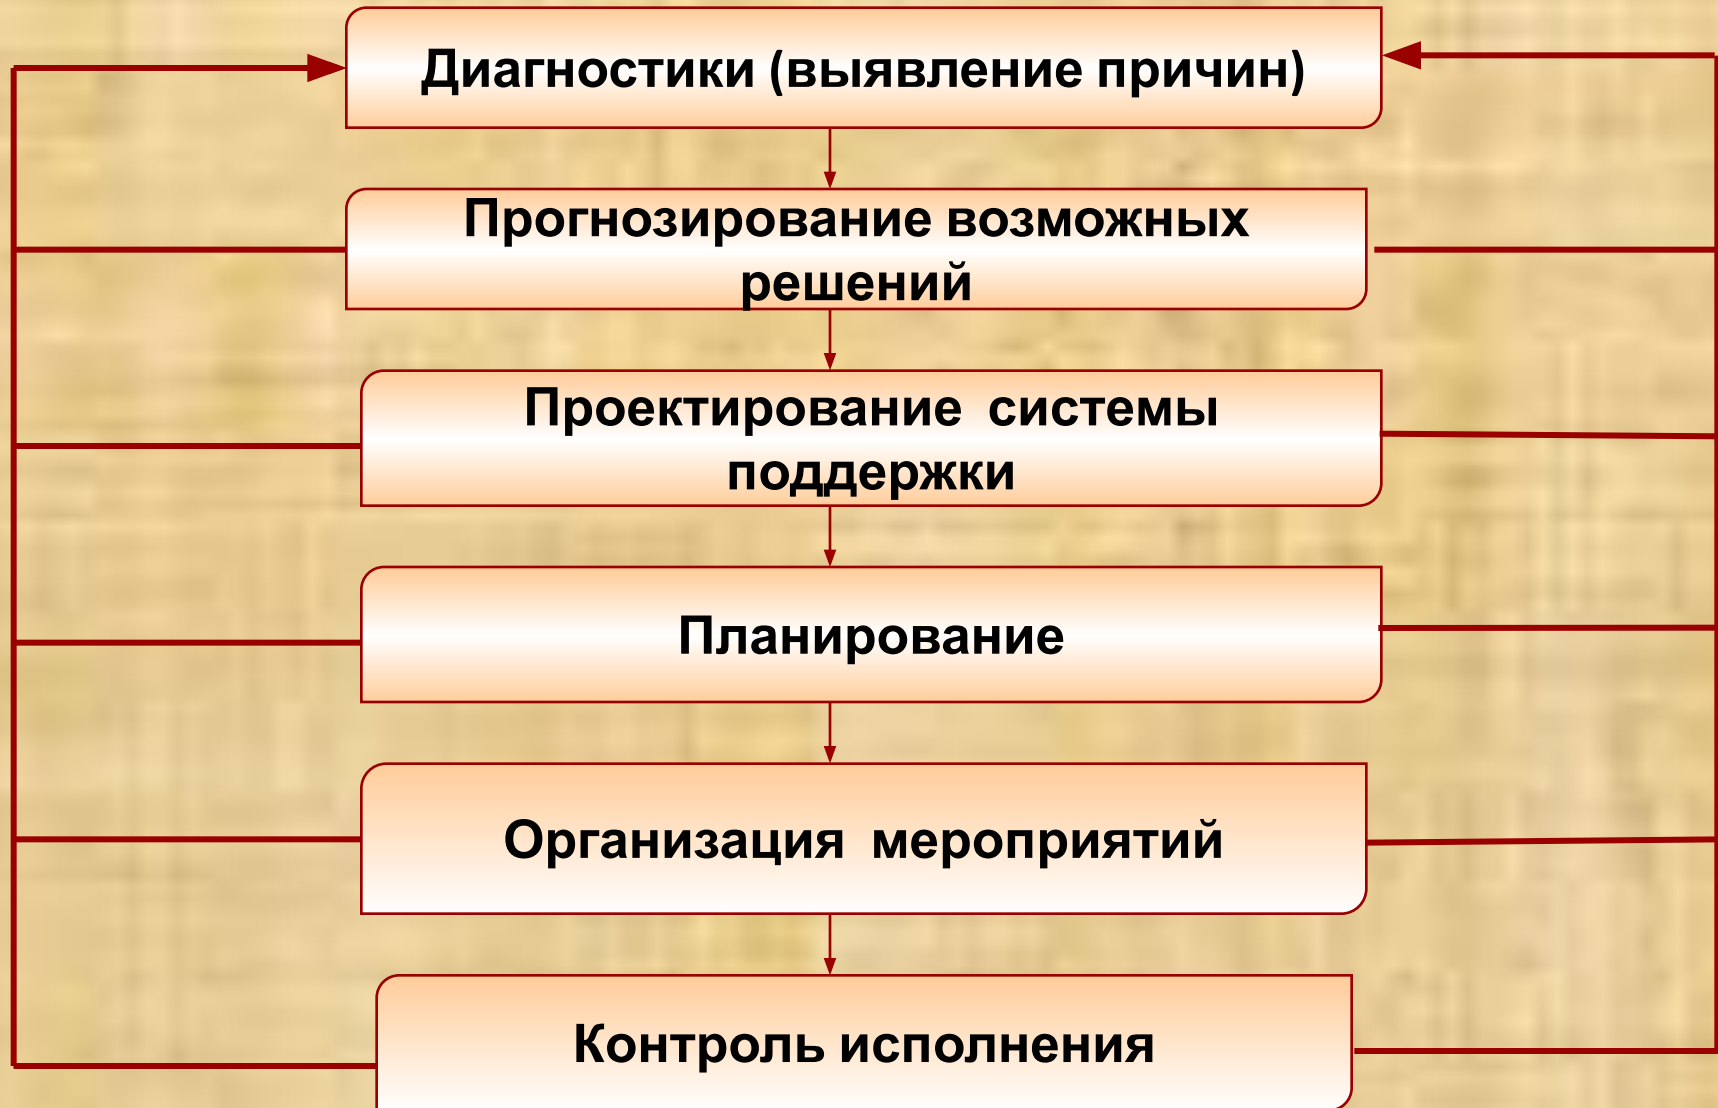 Диагностики (выявление причин)
Прогнозирование возможных
решений
Проектирование системы
поддержки
Планирование
Организация мероприятий
Контроль исполнения